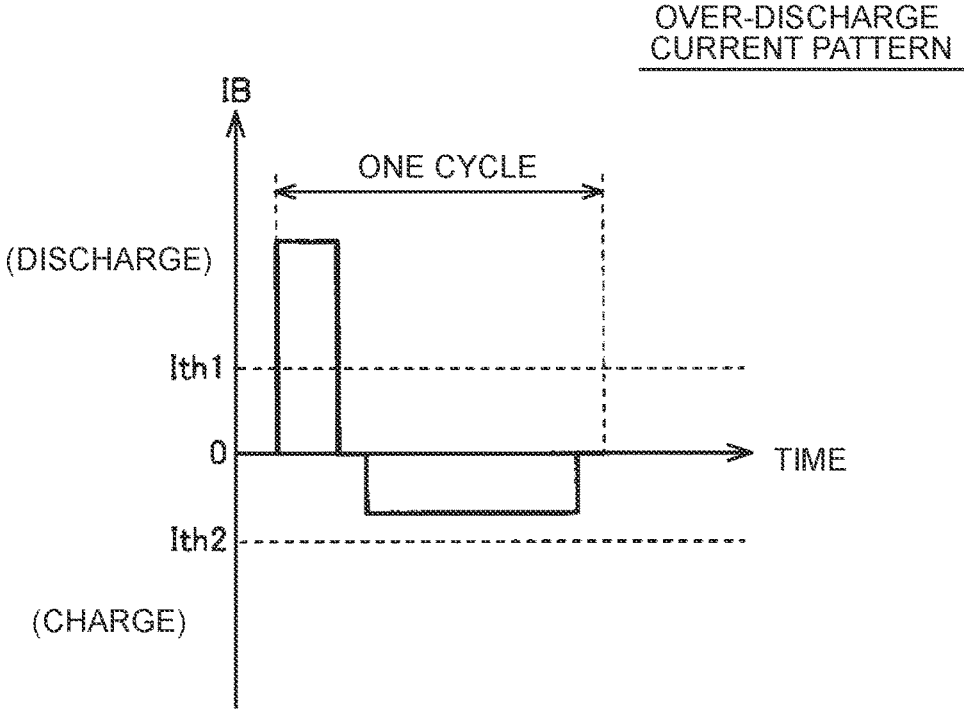 OVER-DISCHARGE
CURRENT PATTERN
IB
ONE CYCLE
(DISCHARGE)
Ith1
0
TIME
Ith2
(CHARGE)